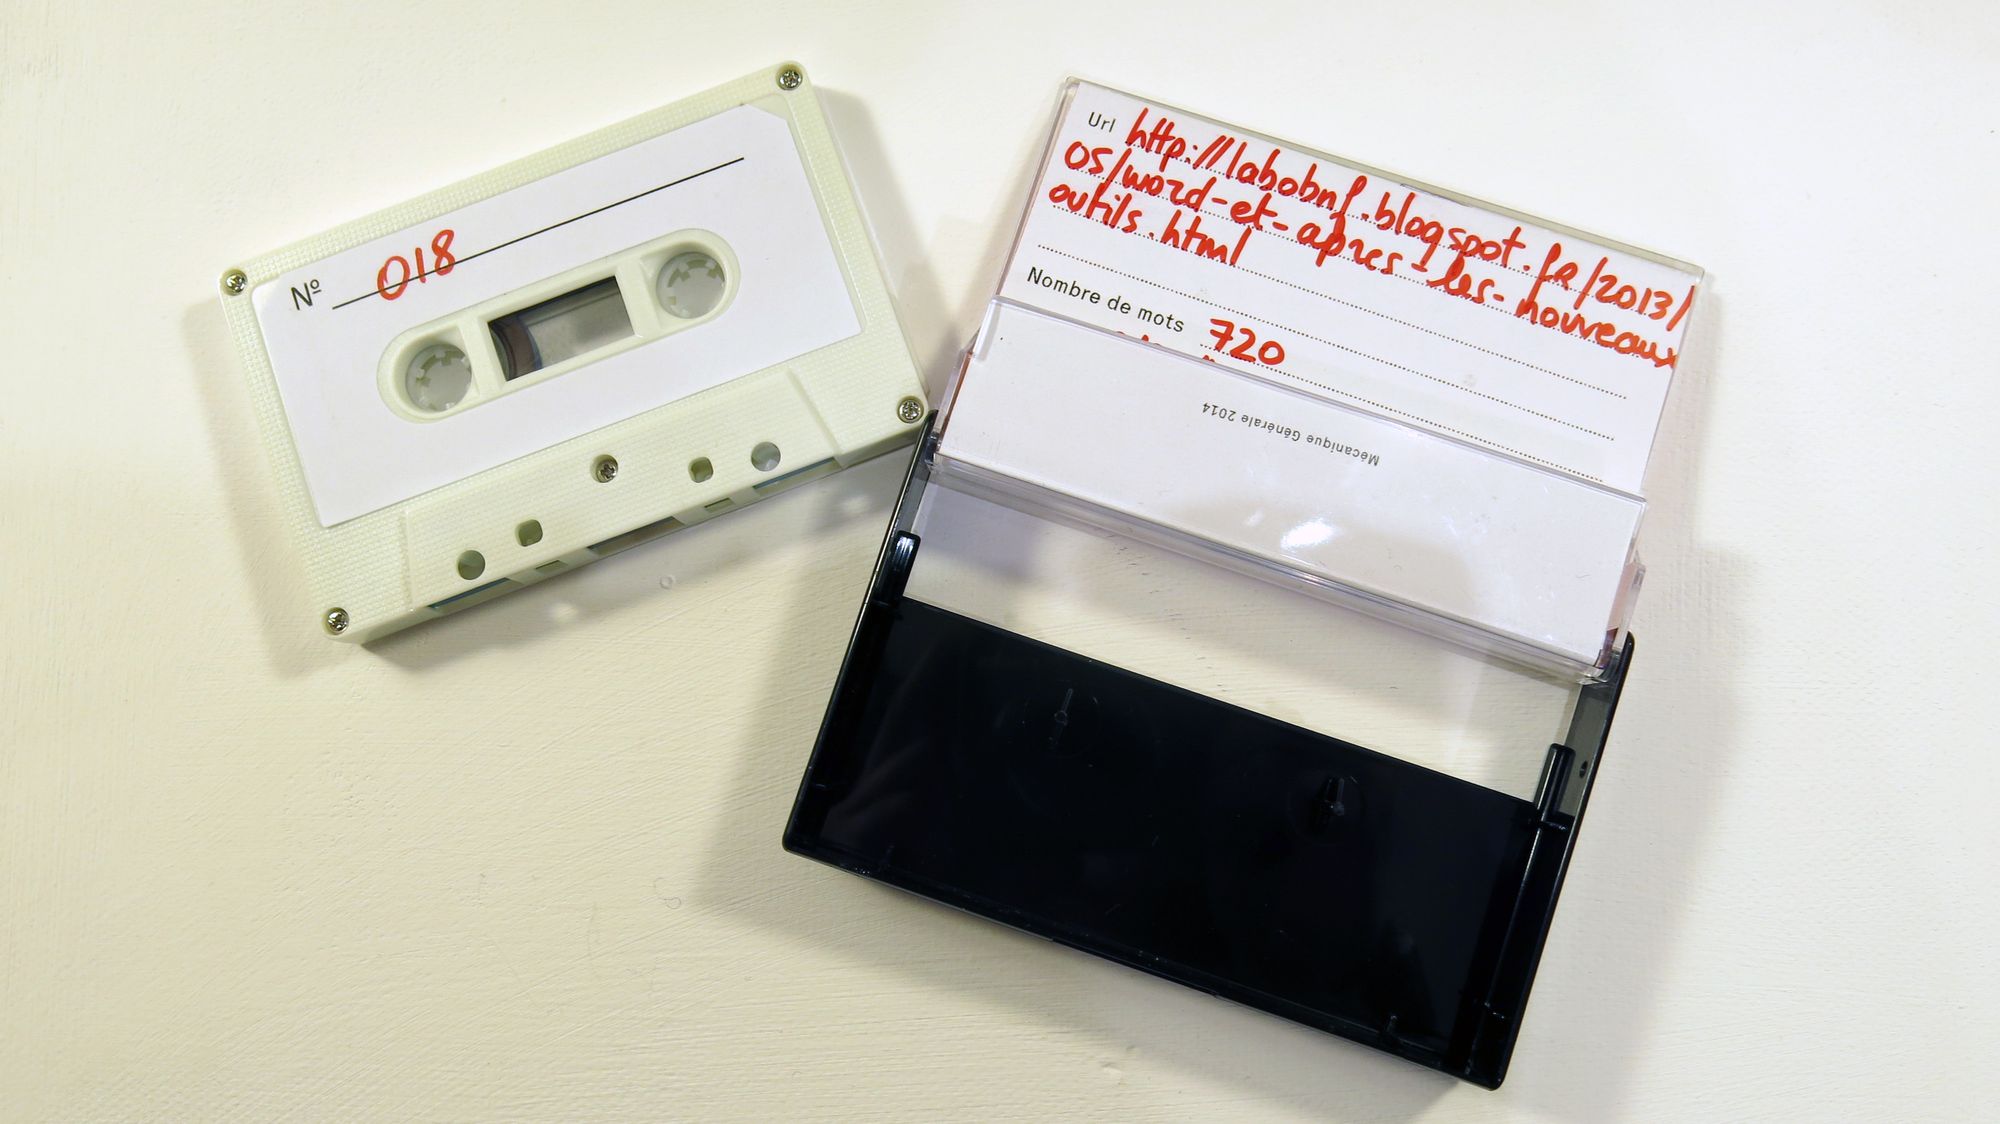 Nº 018
Url http://labobnf.blogspot.fr/2013/
05/word-et-apres-les-nouveaux
outils.html
Nombre de mots 720
Mécanique Générale 2014